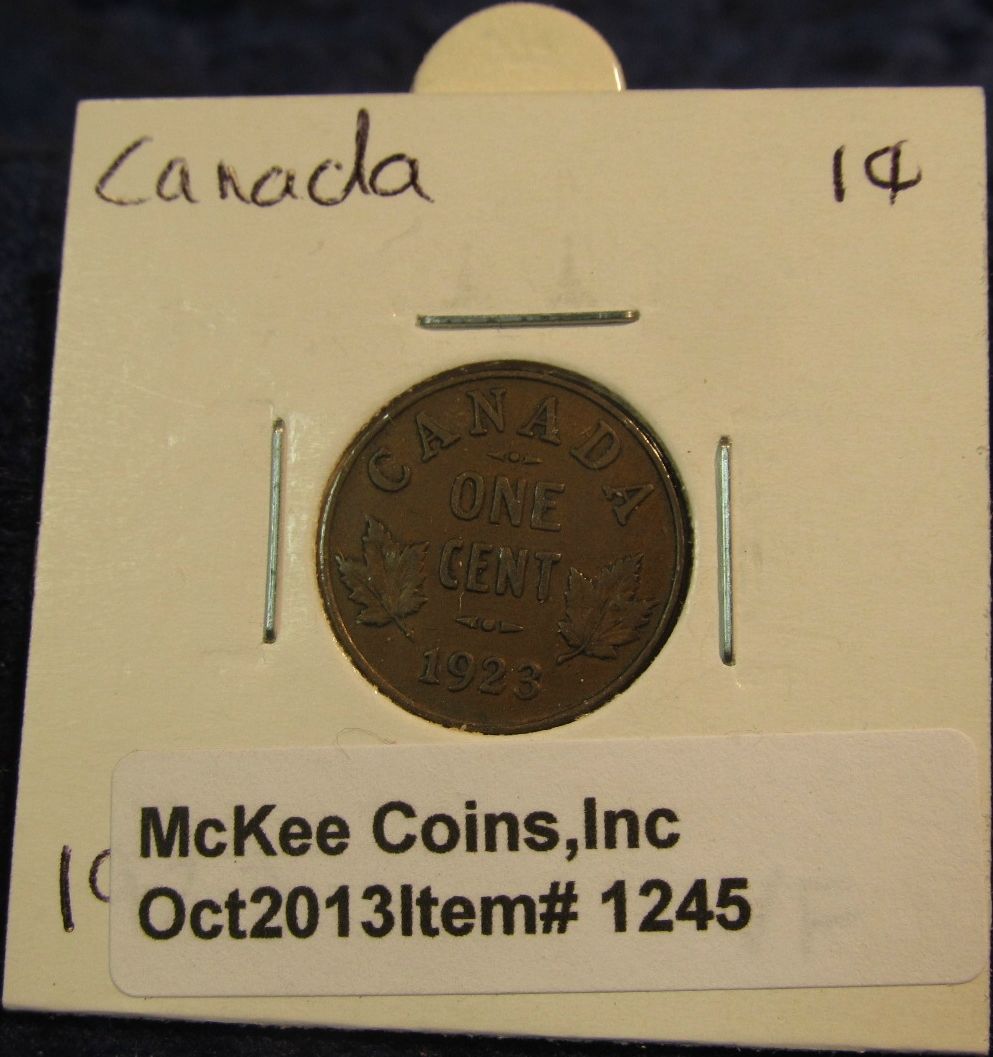 Canada 1¢
CANADA
ONE
CENT
1923
McKee Coins,Inc
Oct2013Item# 1245